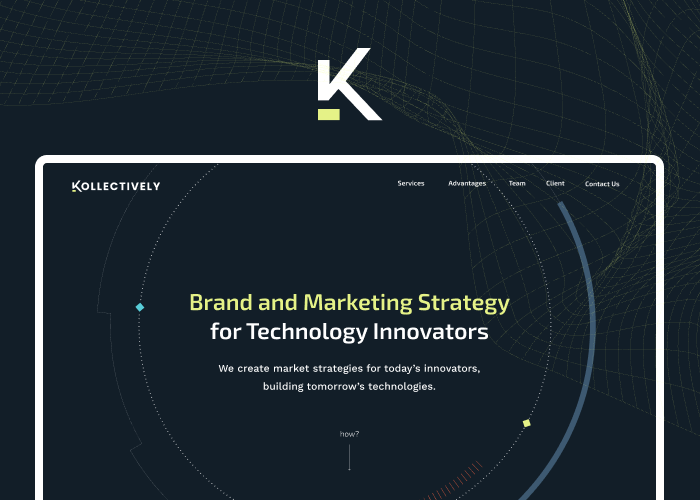 K
KOLLECTIVELY
Services Advantages Team Client Contact Us
Brand and Marketing Strategy
for Technology Innovators
We create market strategies for today's innovators,
building tomorrow's technologies.
how?